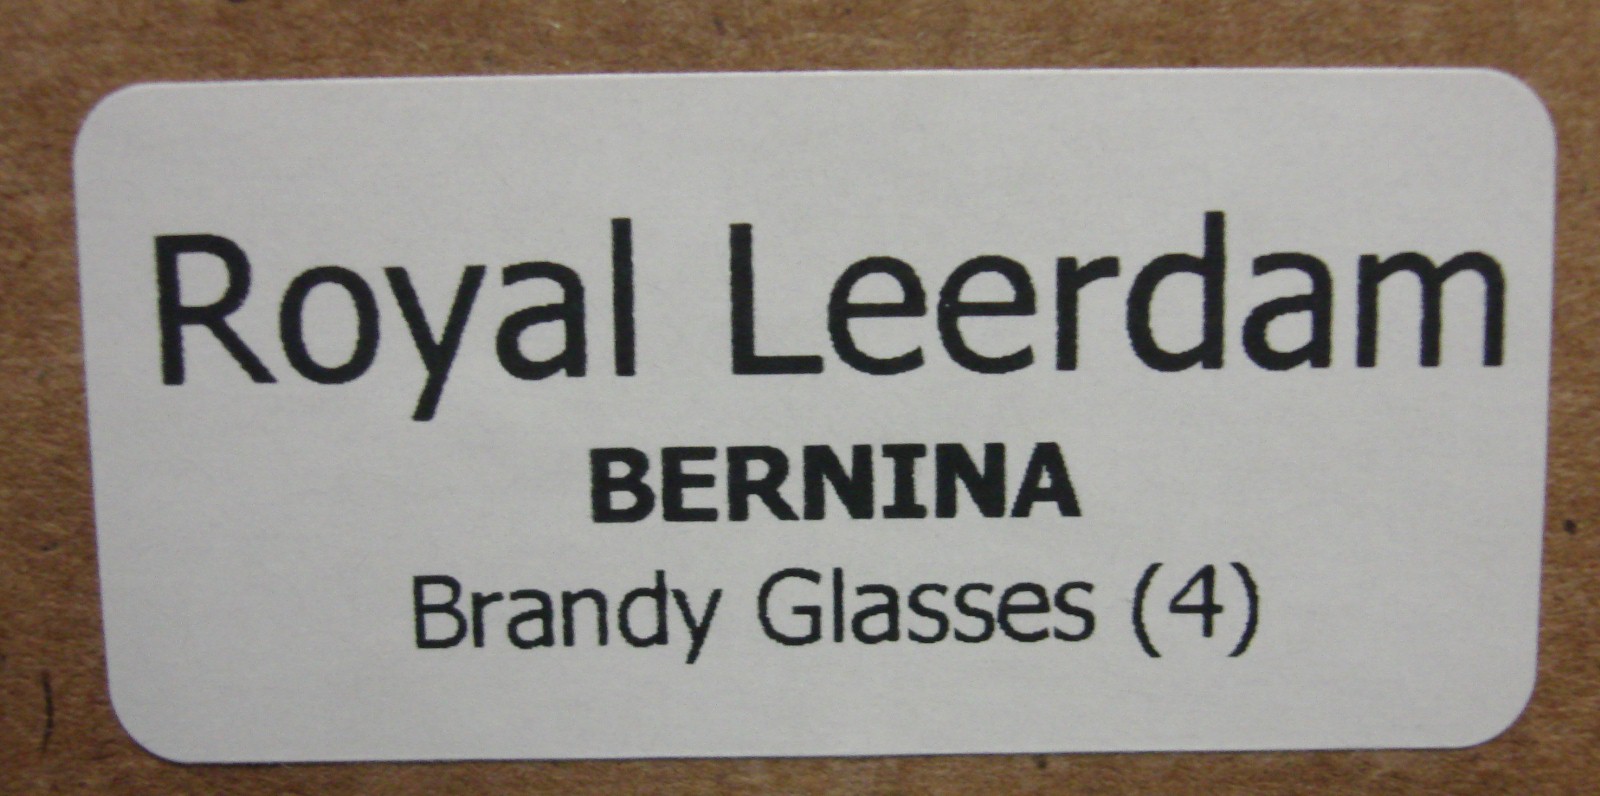 Royal Leerdam
BERNINA
Brandy Glasses (4)